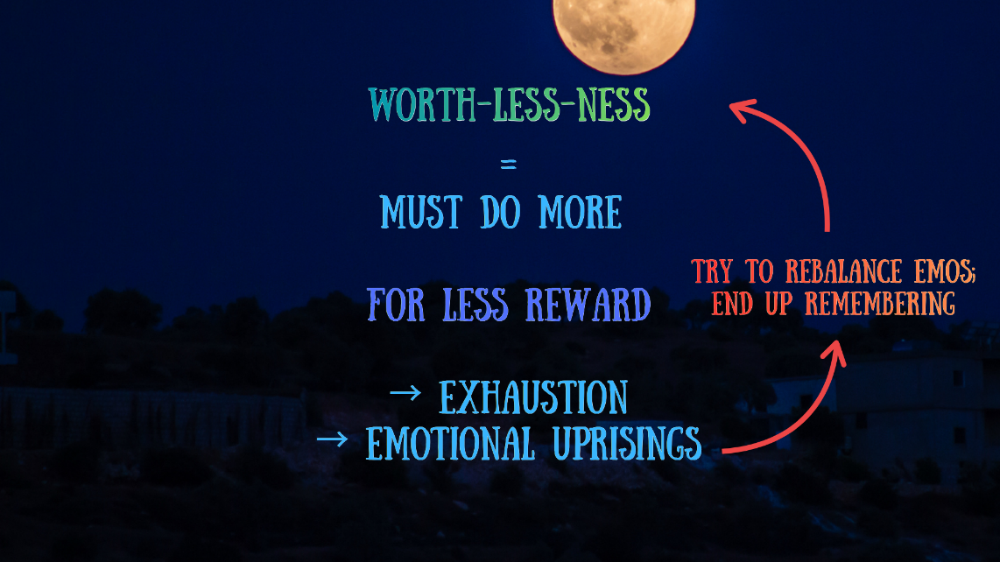 WORTH-LESS-NESS
=
MUST DO MORE
FOR LESS REWARD
→ EXHAUSTION
→ EMOTIONAL UPRISINGS
TRY TO REBALANCE EMOS;
END UP REMEMBERING